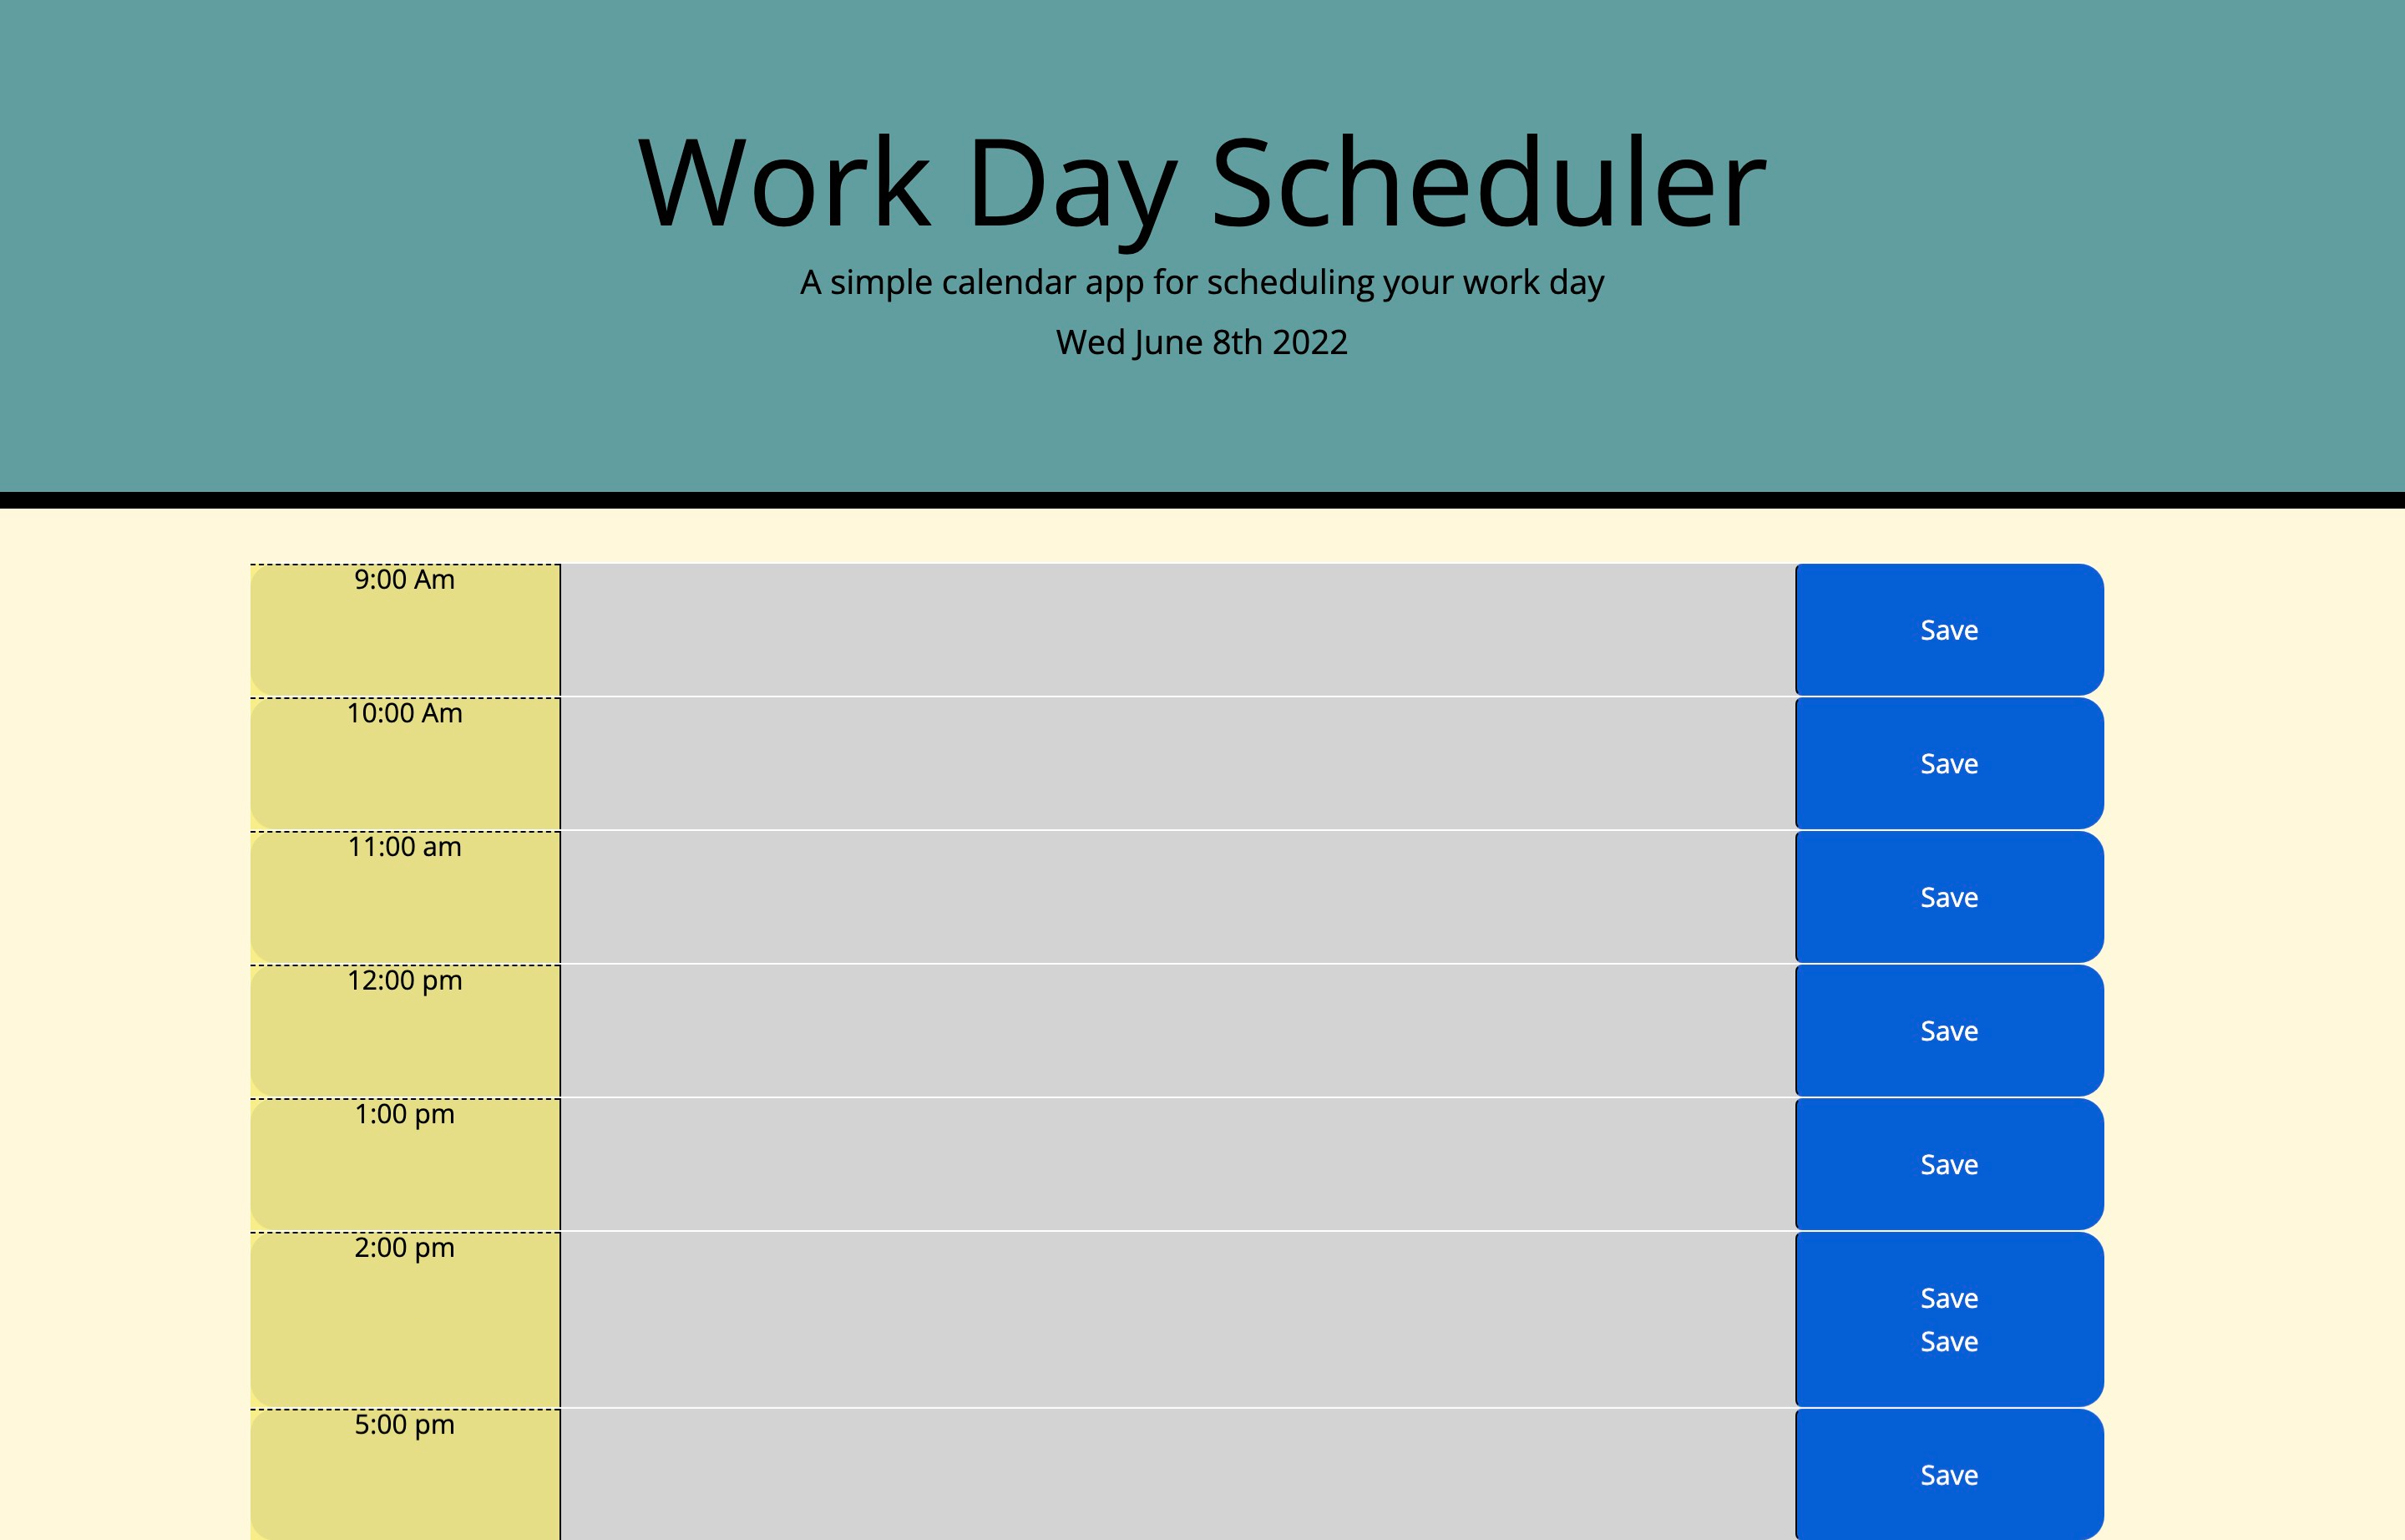 Work Day Scheduler
A simple calendar app for scheduling your work day
Wed June 8th 2022
9:00 Am
Save
10:00 Am
Save
11:00 am
Save
12:00 pm
Save
1:00 pm
Save
2:00 pm
Save
Save
5:00 pm
Save